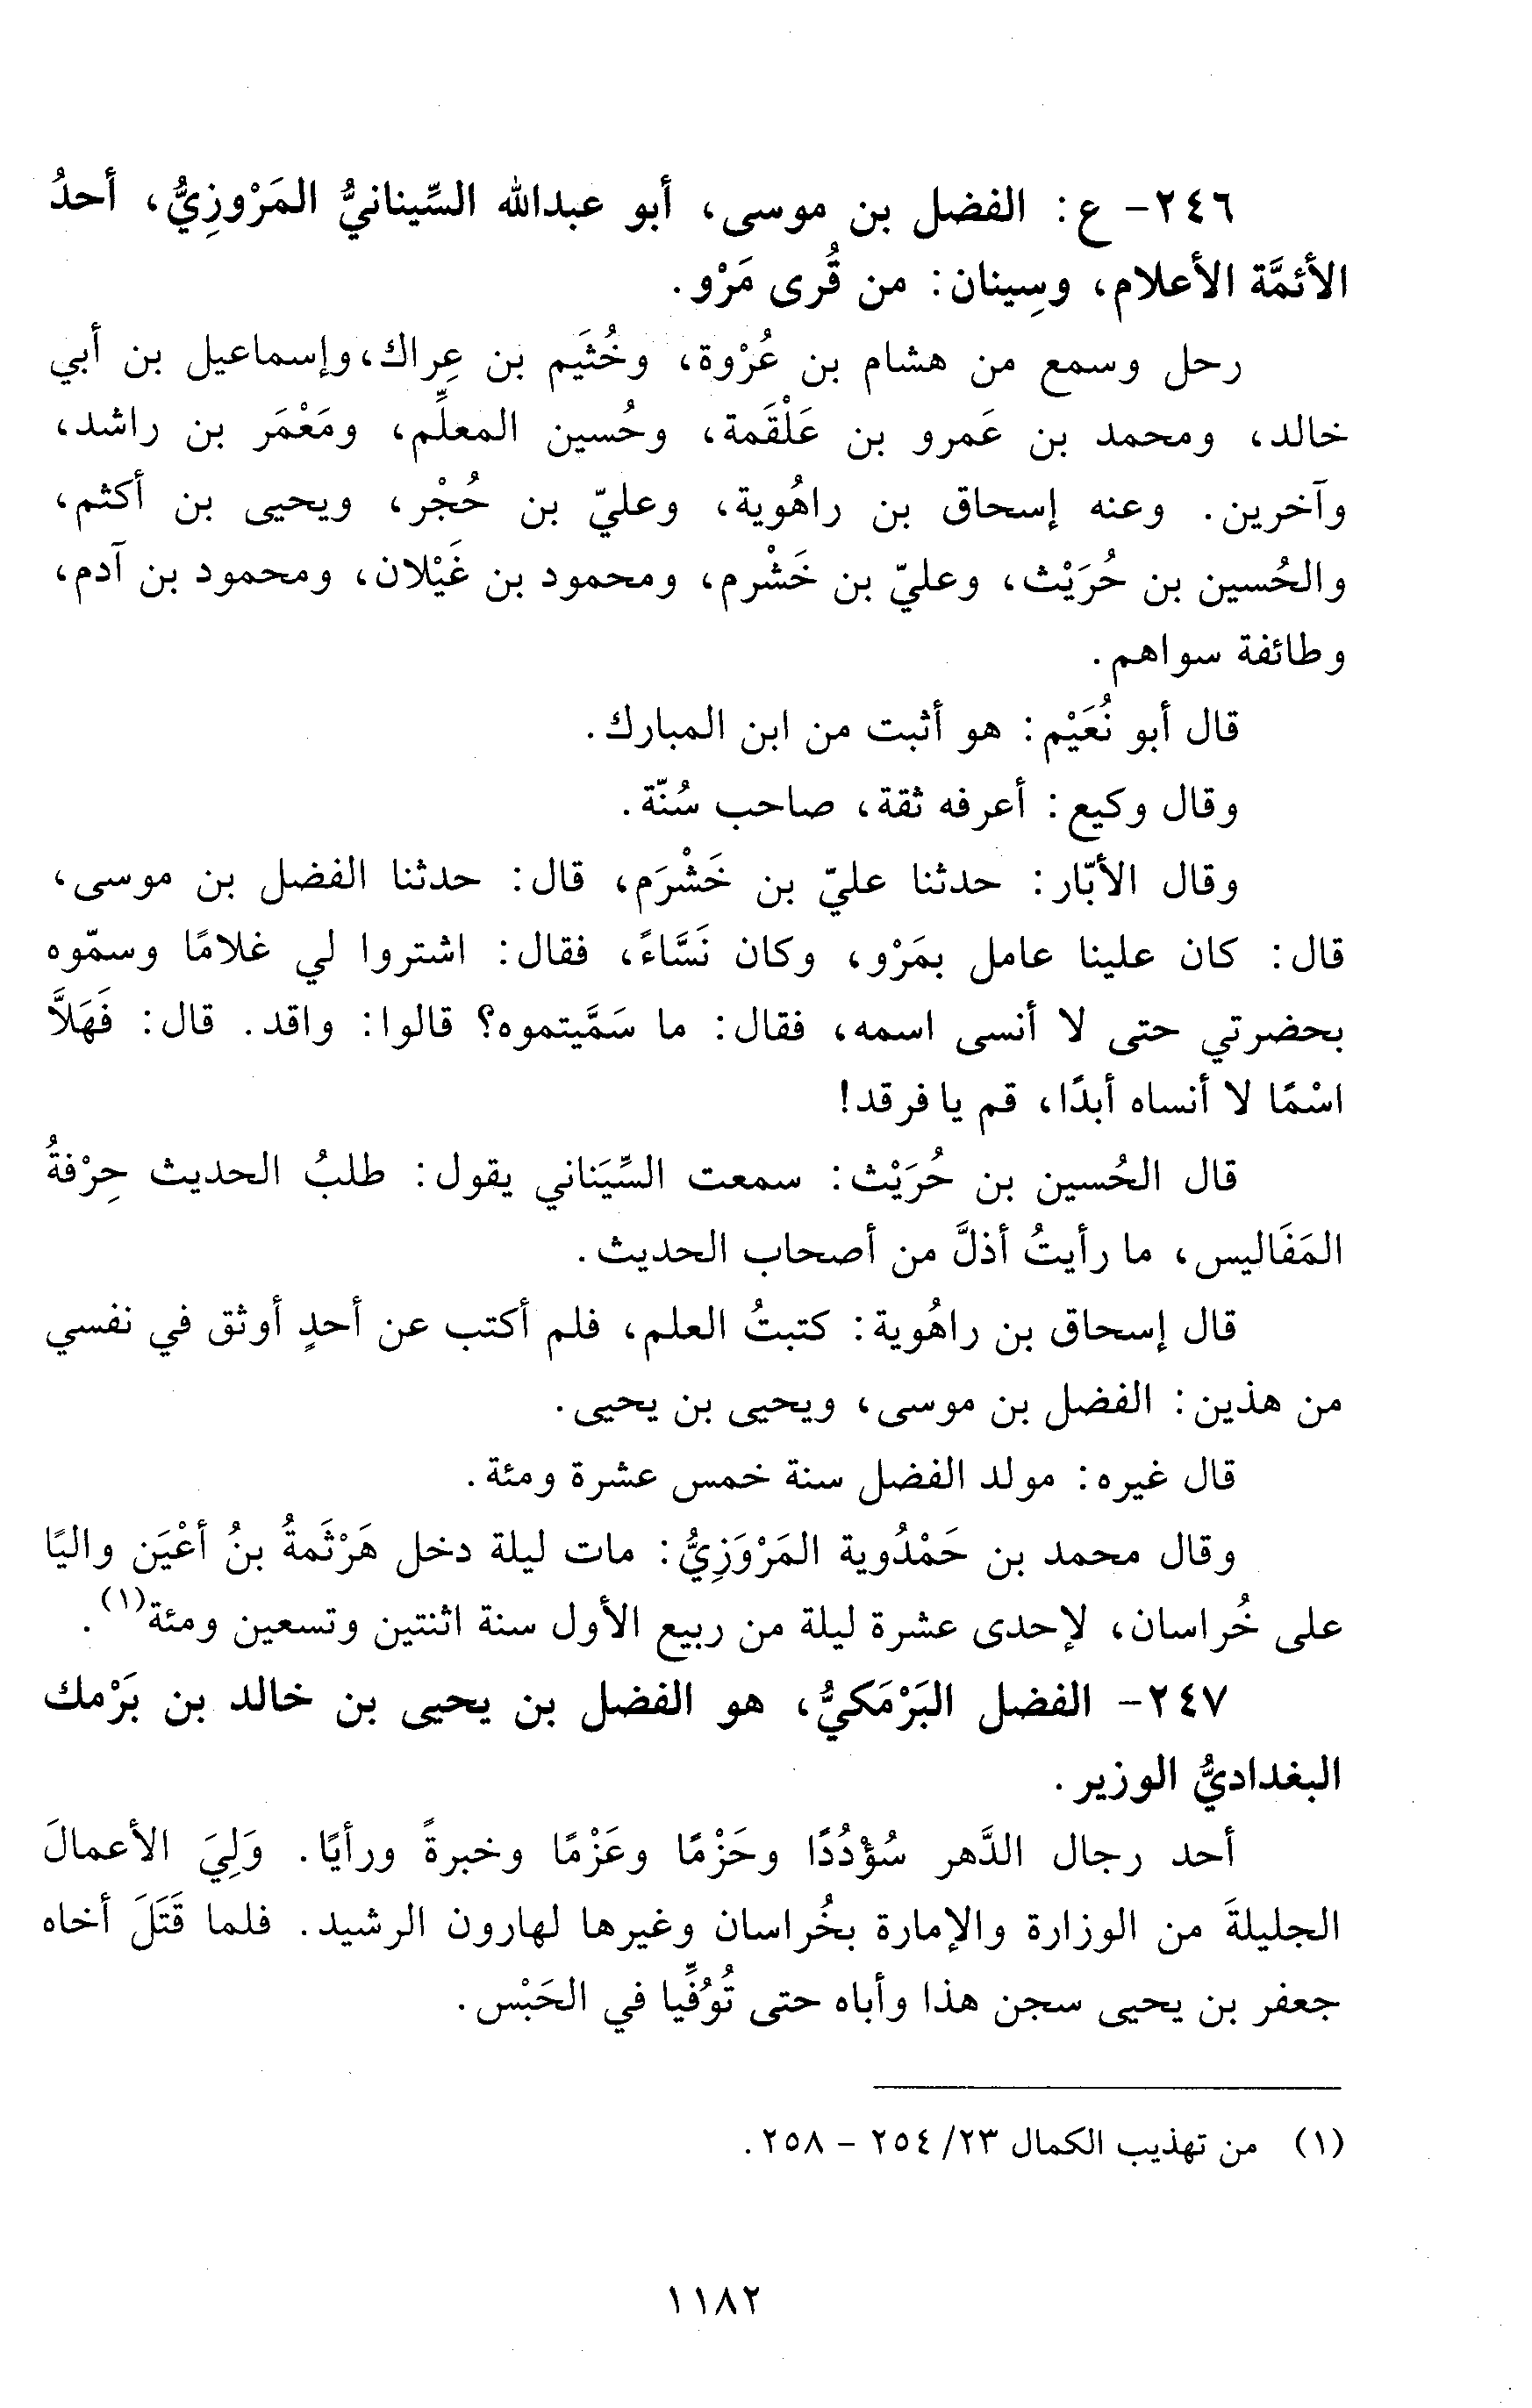 ٢٤٦- ع: الفضل بن موسى، أبو عبدالله السِّينانيُّ المَرْوزِيُّ، أحدُ
الأئمَّة الأعلام، وسِينان: من قُرى مَرْو.
رحل وسمع من هشام بن عُرْوة، وخُثَيم بن عِراك،وإسماعيل بن أبي
خالد، ومحمد بن عَمرو بن عَلْقَمة، وحُسين المعلِّم، ومَعْمَر بن راشد،
وآخرين. وعنه إسحاق بن راهُوية، وعليّ بن حُجْر، ويحيى بن أكثم،
والحُسين بن حُرَيْث، وعليّ بن خَشْرم، ومحمود بن غَيْلان، ومحمود بن آدم،
وطائفة سواهم.
قال أبو نُعَيْم: هو أثبت من ابن المبارك.
وقال وكيع: أعرفه ثقة، صاحب سُنّة.
وقال الأبّار: حدثنا عليّ بن خَشْرَم، قال: حدثنا الفضل بن موسى،
قال: كان علينا عامل بمَرْو، وكان نَسَّاءً، فقال: اشتروا لي غلامًا وسمّوه
بحضرتي حتى لا أنسى اسمه، فقال: ما سَمَّيتموه؟ قالوا: واقد. قال: فَهَلاَّ
اسْمًا لا أنساه أبدًا، قم يا فرقد!
قال الحُسين بن حُرَيْث: سمعت السِّيَناني يقول: طلبُ الحديث حِرْفةُ
المَفَاليس، ما رأيتُ أذلَّ من أصحاب الحديث.
قال إسحاق بن راهُوية: كتبتُ العلم، فلم أكتب عن أحدٍ أوثق في نفسي
من هذين: الفضل بن موسى، ويحيى بن يحيى.
قال غيره: مولد الفضل سنة خمس عشرة ومئة.
وقال محمد بن حَمْدُوية المَرْوَزِيُّ: مات ليلة دخل هَرْثَمةُ بنُ أعْيَن واليًا
على خُراسان، لإحدى عشرة ليلة من ربيع الأول سنة اثنتين وتسعين ومئة(١).
٢٤٧- الفضل البَرْمَكيُّ، هو الفضل بن يحيى بن خالد بن بَرْمك
البغداديُّ الوزير.
أحد رجال الدَّهر سُؤْدُدًا وحَزْمًا وعَزْمًا وخبرةً ورأيًا. وَلِيَ الأعمالَ
الجليلةَ من الوزارة والإمارة بخُراسان وغيرها لهارون الرشيد. فلما قَتَلَ أخاه
جعفر بن يحيى سجن هذا وأباه حتى تُوُفِّيا في الحَبْس.
(١) من تهذيب الكمال ٢٣/ ٢٥٤ - ٢٥٨.
١١٨٢